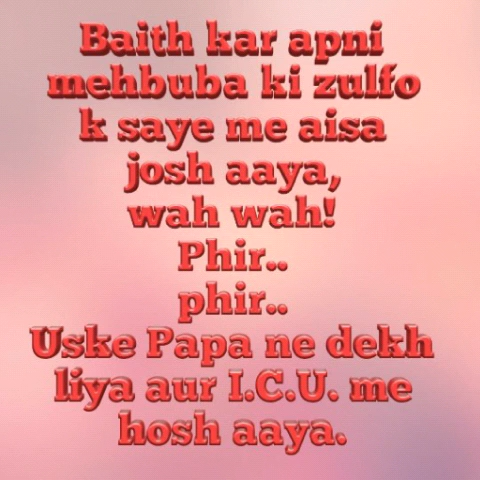 Baith kar apni
mehbuba ki zulfo
k saye me aisa
josh aaya,
wah wah!
Phir..
phir..
Uske Papa ne dekh
liya aur I.C.U. me
hosh aaya.